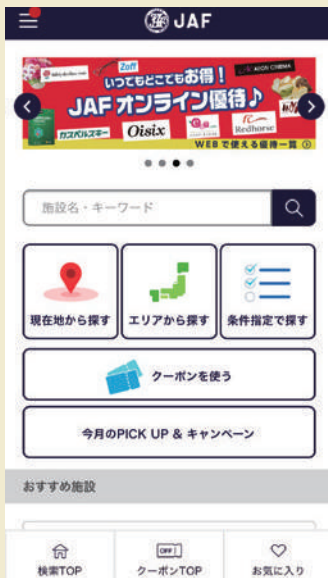 JAF
Zoff
AEON CINEMA
いつでもどこでもお得！
JAFオンライン優待♪
カスペルスキー
Oisix
Redhorse
WEBで使える優待一覧
施設名・キーワード
現在地から探す
エリアから探す
条件指定で探す
クーポンを使う
今月のPICK UP & キャンペーン
おすすめ施設
OFF
検索TOP
クーポンTOP
お気に入り